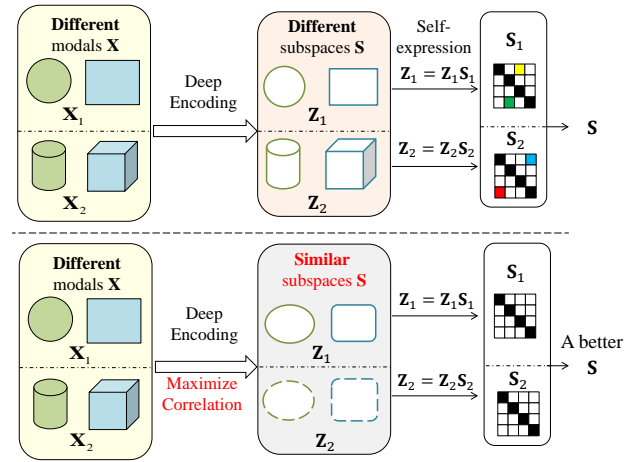 Different
modals X
X1
X2
Deep
Encoding
Different
subspaces S
Z1
Z2
Self-
expression
Z1 = Z1S1
Z2 = Z2S2
S1
S2
S
Different
modals X
X1
X2
Deep
Encoding
Maximize
Correlation
Similar
subspaces S
Z1
Z2
Z1 = Z1S1
Z2 = Z2S2
S1
S2
A better
S